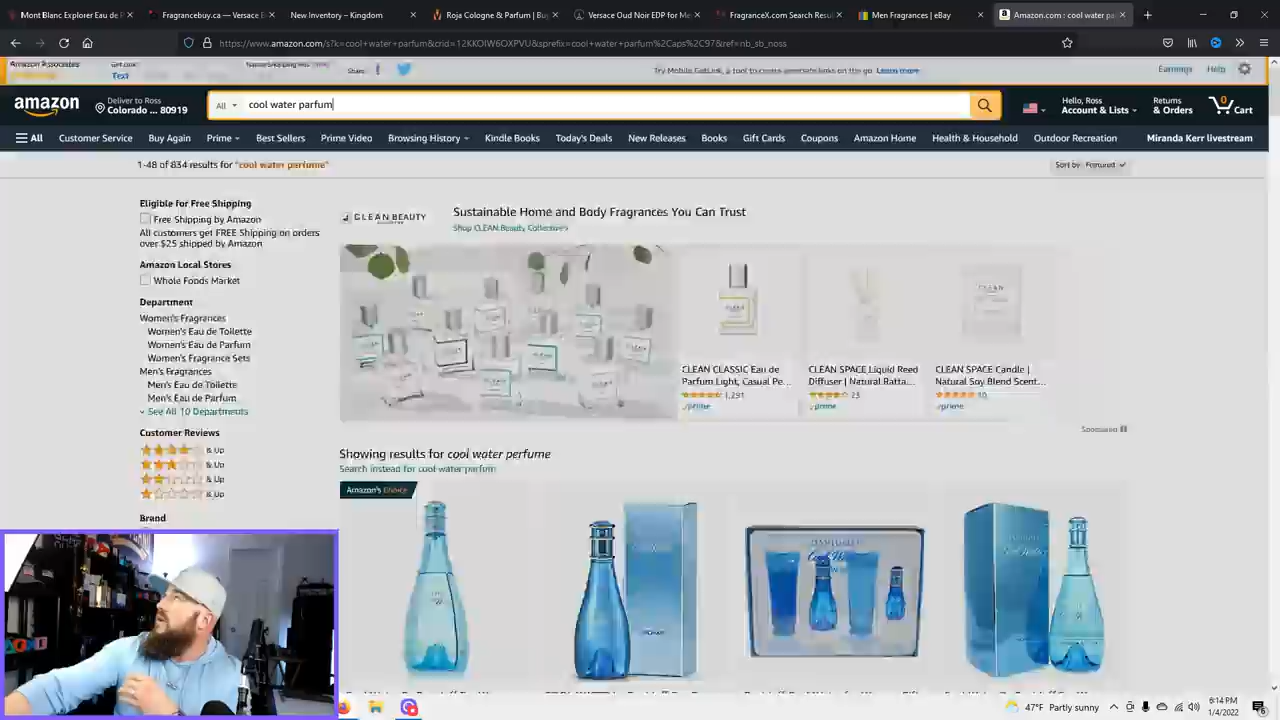 Mont Blanc Explorer Eau de P
Fragrancebuy.ca — Versace E
New Inventory - Kingdom
Roja Cologne & Parfum | Bu
Versace Oud Noir EDP for Me
FragranceX.com Search Resu
Men Fragrances | eBay
Amazon.com : cool water pa
https://www.amazon.com/s?k=cool+water+parfum&crid=12KKOIW6OXPVU&sprefix=cool+water+parfum%2Caps%2C97&ref=nb_sb_noss
Amazon Associates
Get Link:
Text
Share:
Try Mobile GetLink,
Learn more
Earnings
Help
amazon
Deliver to Ross
Colorado ... 80919
All
cool water parfum
Hello, Ross
Account & Lists
Returns
& Orders
0
Cart
All
Customer Service
Buy Again
Prime
Best Sellers
Prime Video
Browsing History
Kindle Books
Today's Deals
New Releases
Books
Gift Cards
Coupons
Amazon Home
Health & Household
Outdoor Recreation
Miranda Kerr livestream
1-48 of 834 results for "cool water parfume"
Sort by: Featured
Eligible for Free Shipping
Free Shipping by Amazon
All customers get FREE Shipping on orders
over $25 shipped by Amazon
Amazon Local Stores
Whole Foods Market
Department
Women's Fragrances
Women's Eau de Toilette
Women's Eau de Parfum
Women's Fragrance Sets
Men's Fragrances
Men's Eau de Toilette
Men's Eau de Parfum
See All 10 Departments
Customer Reviews
& Up
& Up
& Up
& Up
Brand
CLEAN BEAUTY
Sustainable Home and Body Fragrances You Can Trust
Shop CLEAN Beauty Collective
CLEAN CLASSIC Eau de
Parfum Light, Casual Pe...
1,291
prime
CLEAN SPACE Liquid Reed
Diffuser | Natural Ratta...
23
prime
CLEAN SPACE Candle |
Natural Soy Blend Scent...
10
prime
Sponsored
Showing results for cool water perfume
Search instead for cool water parfum
Amazon's Choice
47°F Partly sunny
6:14 PM
1/4/2022